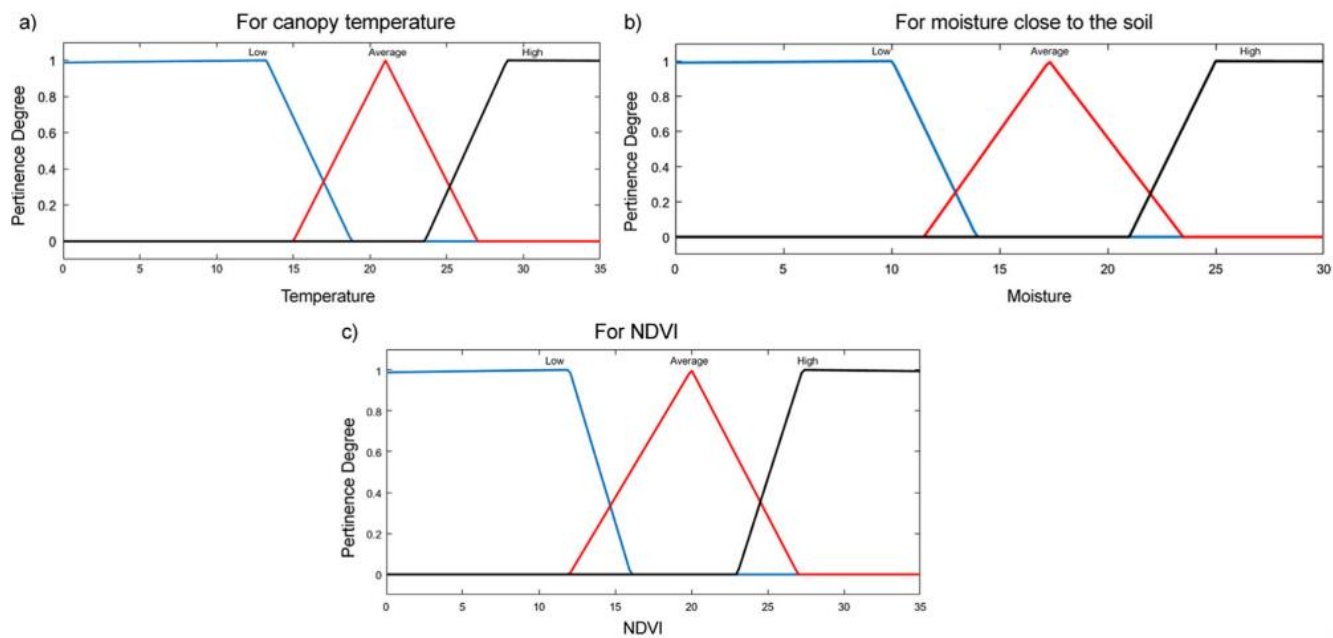 a) For canopy temperature
Low Average High
1
0.8
0.6
0.4
0.2
0
Pertinence Degree
0 5 10 15 20 25 30 35
Temperature
b) For moisture close to the soil
Low Average High
1
0.8
0.6
0.4
0.2
0
Pertinence Degree
0 5 10 15 20 25 30
Moisture
c) For NDVI
Low Average High
1
0.8
0.6
0.4
0.2
0
Pertinence Degree
0 5 10 15 20 25 30 35
NDVI